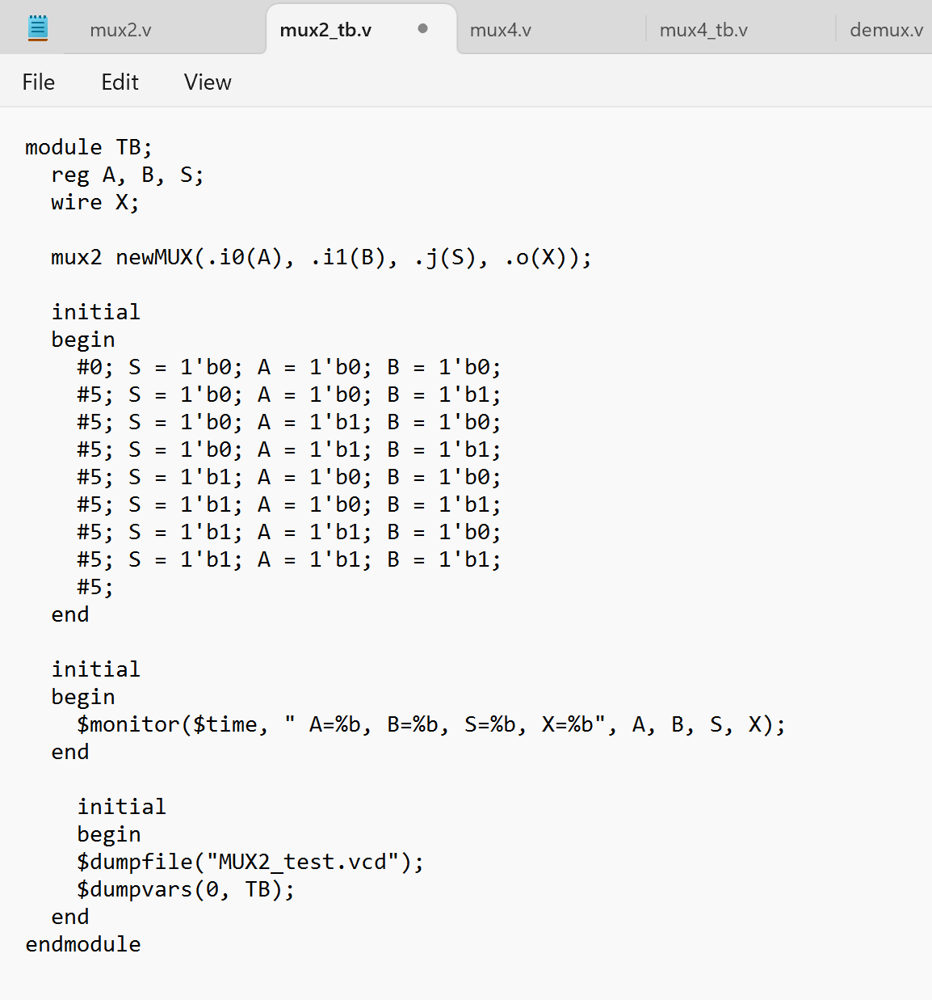 mux2.v mux2_tb.v mux4.v mux4_tb.v demux.v
File Edit View
module TB;
  reg A, B, S;
  wire X;

  mux2 newMUX(.i0(A), .i1(B), .j(S), .o(X));

  initial
  begin
    #0; S = 1'b0; A = 1'b0; B = 1'b0;
    #5; S = 1'b0; A = 1'b0; B = 1'b1;
    #5; S = 1'b0; A = 1'b1; B = 1'b0;
    #5; S = 1'b0; A = 1'b1; B = 1'b1;
    #5; S = 1'b1; A = 1'b0; B = 1'b0;
    #5; S = 1'b1; A = 1'b0; B = 1'b1;
    #5; S = 1'b1; A = 1'b1; B = 1'b0;
    #5; S = 1'b1; A = 1'b1; B = 1'b1;
    #5;
  end

  initial
  begin
    $monitor($time, " A=%b, B=%b, S=%b, X=%b", A, B, S, X);
  end

    initial
    begin
    $dumpfile("MUX2_test.vcd");
    $dumpvars(0, TB);
  end
endmodule